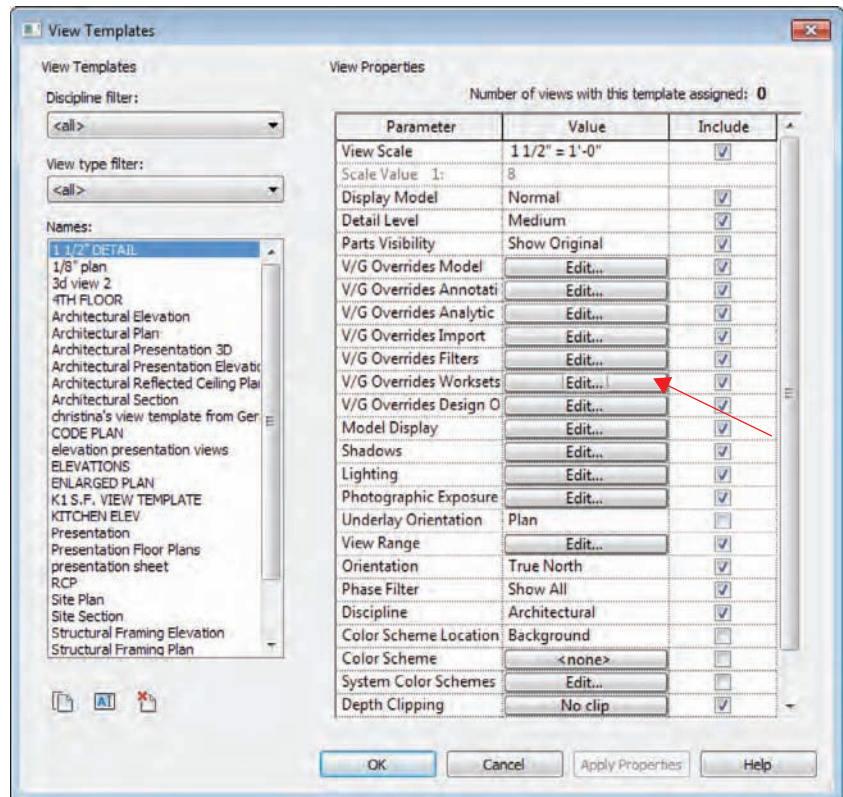 View Templates
View Templates
Discipline filter:
<all>
View type filter:
<all>
Names:
1 1/2" DETAIL
1/8" plan
3d view 2
4TH FLOOR
Architectural Elevation
Architectural Plan
Architectural Presentation 3D
Architectural Presentation Elevatic
Architectural Reflected Ceiling Plai
Architectural Section
christina's view template from Ger
CODE PLAN
elevation presentation views
ELEVATIONS
ENLARGED PLAN
K1 S.F. VIEW TEMPLATE
KITCHEN ELEV
Presentation
Presentation Floor Plans
presentation sheet
RCP
Site Plan
Site Section
Structural Framing Elevation
Structural Framing Plan
AI
View Properties
Number of views with this template assigned: 0
Parameter Value Include
View Scale 1 1/2" = 1'-0"
Scale Value 1: 8
Display Model Normal
Detail Level Medium
Parts Visibility Show Original
V/G Overrides Model Edit...
V/G Overrides Annotati Edit...
V/G Overrides Analytic Edit...
V/G Overrides Import Edit...
V/G Overrides Filters Edit...
V/G Overrides Worksets Edit...
V/G Overrides Design O Edit...
Model Display Edit...
Shadows Edit...
Lighting Edit...
Photographic Exposure Edit...
Underlay Orientation Plan
View Range Edit...
Orientation True North
Phase Filter Show All
Discipline Architectural
Color Scheme Location Background
Color Scheme <none>
System Color Schemes Edit...
Depth Clipping No clip
OK Cancel Apply Properties Help